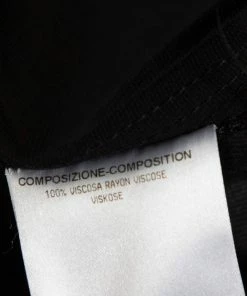 COMPOSIZIONE-COMPOSITION
100% VISCOSA RAYON VISCOSE
VISKOSE